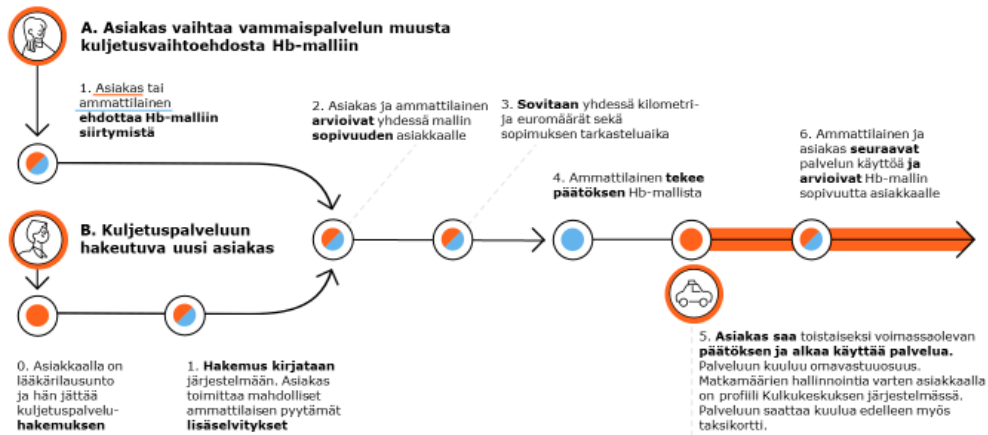 A. Asiakas vaihtaa vammaispalvelun muusta
kuljetusvaihtoehdosta Hb-malliin
1. Asiakas tai
ammattilainen
ehdottaa Hb-malliin
siirtymistä
2. Asiakas ja ammattilainen
arvioivat yhdessä mallin
sopivuuden asiakkaalle
3. Sovitaan yhdessä kilometri-
ja euromäärät sekä
sopimuksen tarkasteluaika
4. Ammattilainen tekee
päätöksen Hb-mallista
6. Ammattilainen ja
asiakas seuraavat
palvelun käyttöä ja
arvioivat Hb-mallin
sopivuutta asiakkaalle
B. Kuljetuspalveluun
hakeutuva uusi asiakas
0. Asiakkaalla on
lääkärilausunto
ja hän jättää
kuljetuspalvelu-
hakemuksen
1. Hakemus kirjataan
järjestelmään. Asiakas
toimittaa mahdolliset
ammattilaisen pyytämät
lisäselvitykset
5. Asiakas saa toistaiseksi voimassaolevan
päätöksen ja alkaa käyttää palvelua.
Palveluun kuuluu omavastuuosuus.
Matkamäärien hallinnointia varten asiakkaalla
on profiili Kulkukeskuksen järjestelmässä.
Palveluun saattaa kuulua edelleen myös
taksikortti.